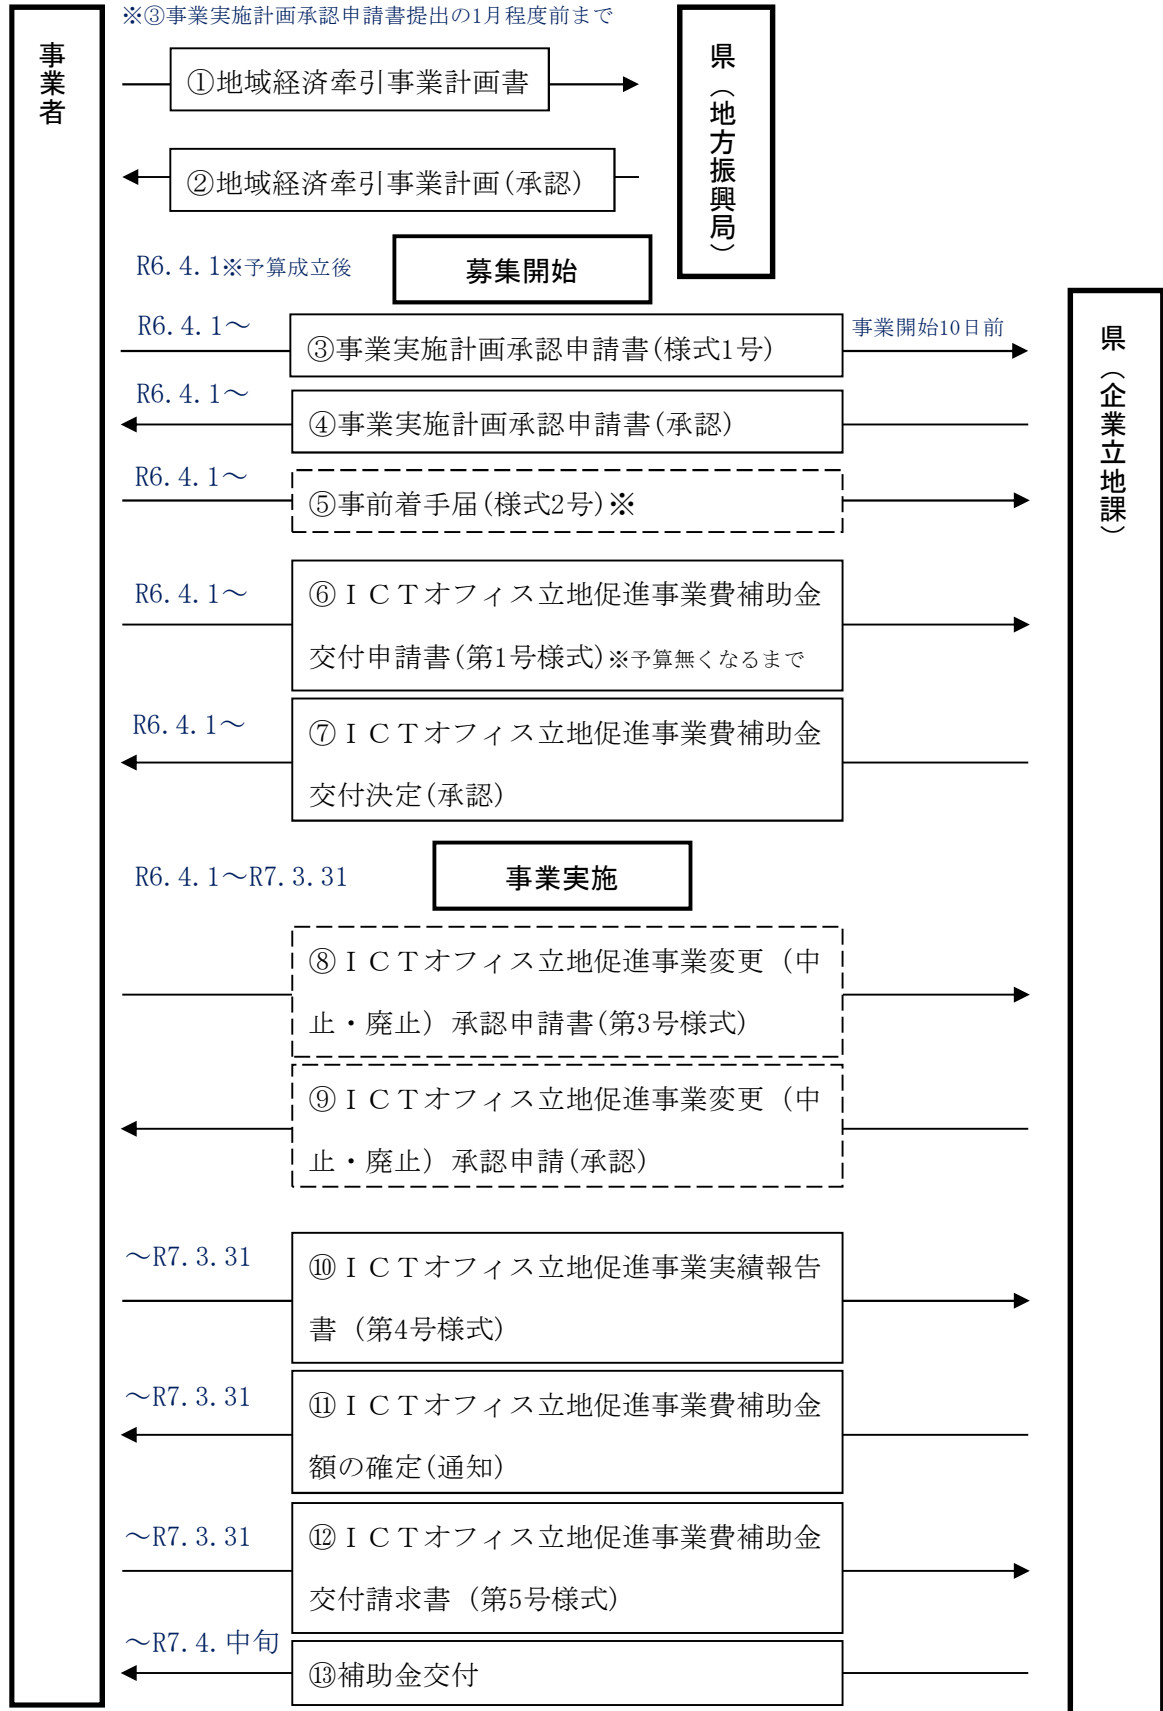 ※③事業実施計画承認申請書提出の1月程度前まで
事業者
県（地方振興局）
①地域経済牽引事業計画書
②地域経済牽引事業計画(承認)
R6.4.1※予算成立後
募集開始
県（企業立地課）
R6.4.1～
③事業実施計画承認申請書(様式1号)
事業開始10日前
R6.4.1～
④事業実施計画承認申請書(承認)
R6.4.1～
⑤事前着手届(様式2号)※
R6.4.1～
⑥ＩＣＴオフィス立地促進事業費補助金
交付申請書(第1号様式)※予算無くなるまで
R6.4.1～
⑦ＩＣＴオフィス立地促進事業費補助金
交付決定(承認)
R6.4.1～R7.3.31
事業実施
⑧ＩＣＴオフィス立地促進事業変更（中
止・廃止）承認申請書(第3号様式)
⑨ＩＣＴオフィス立地促進事業変更（中
止・廃止）承認申請(承認)
～R7.3.31
⑩ＩＣＴオフィス立地促進事業実績報告
書（第4号様式)
～R7.3.31
⑪ＩＣＴオフィス立地促進事業費補助金
額の確定(通知)
～R7.3.31
⑫ＩＣＴオフィス立地促進事業費補助金
交付請求書（第5号様式)
～R7.4.中旬
⑬補助金交付